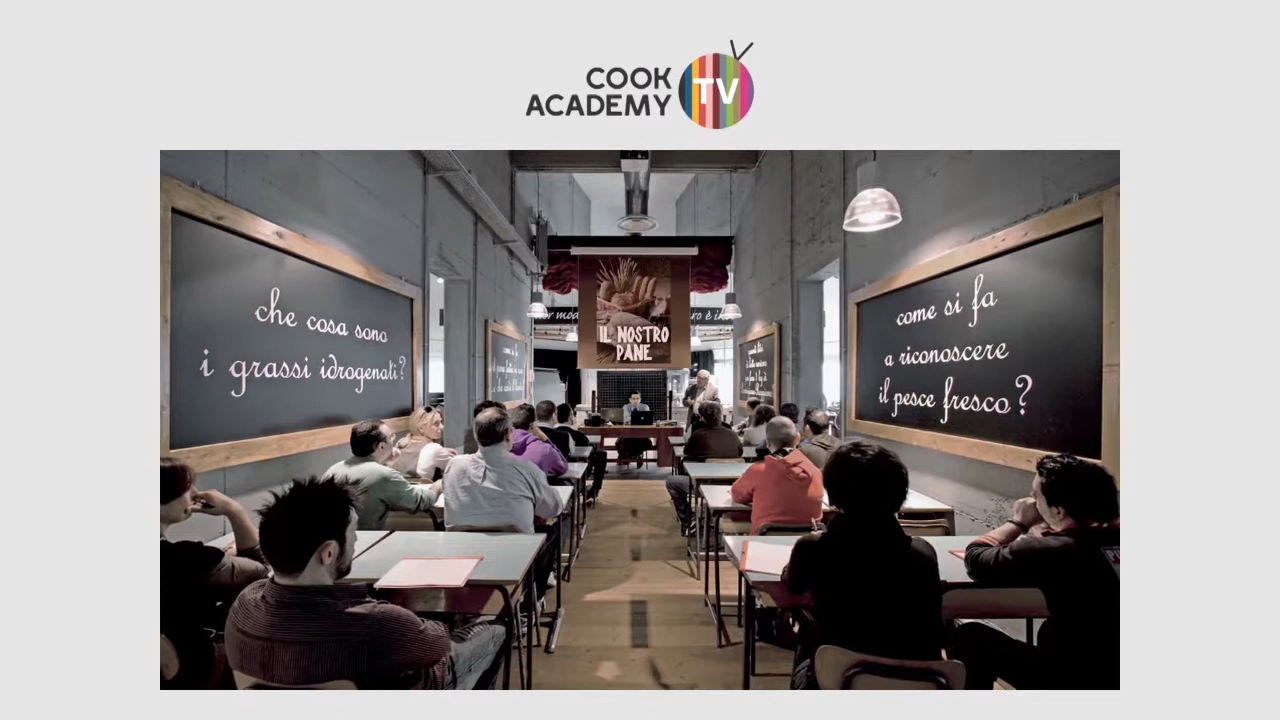 COOK
ACADEMY
TV
che cosa sono
i grassi idrogenati?
IL NOSTRO
PANE
come si fa
a riconoscere
il pesce fresco?